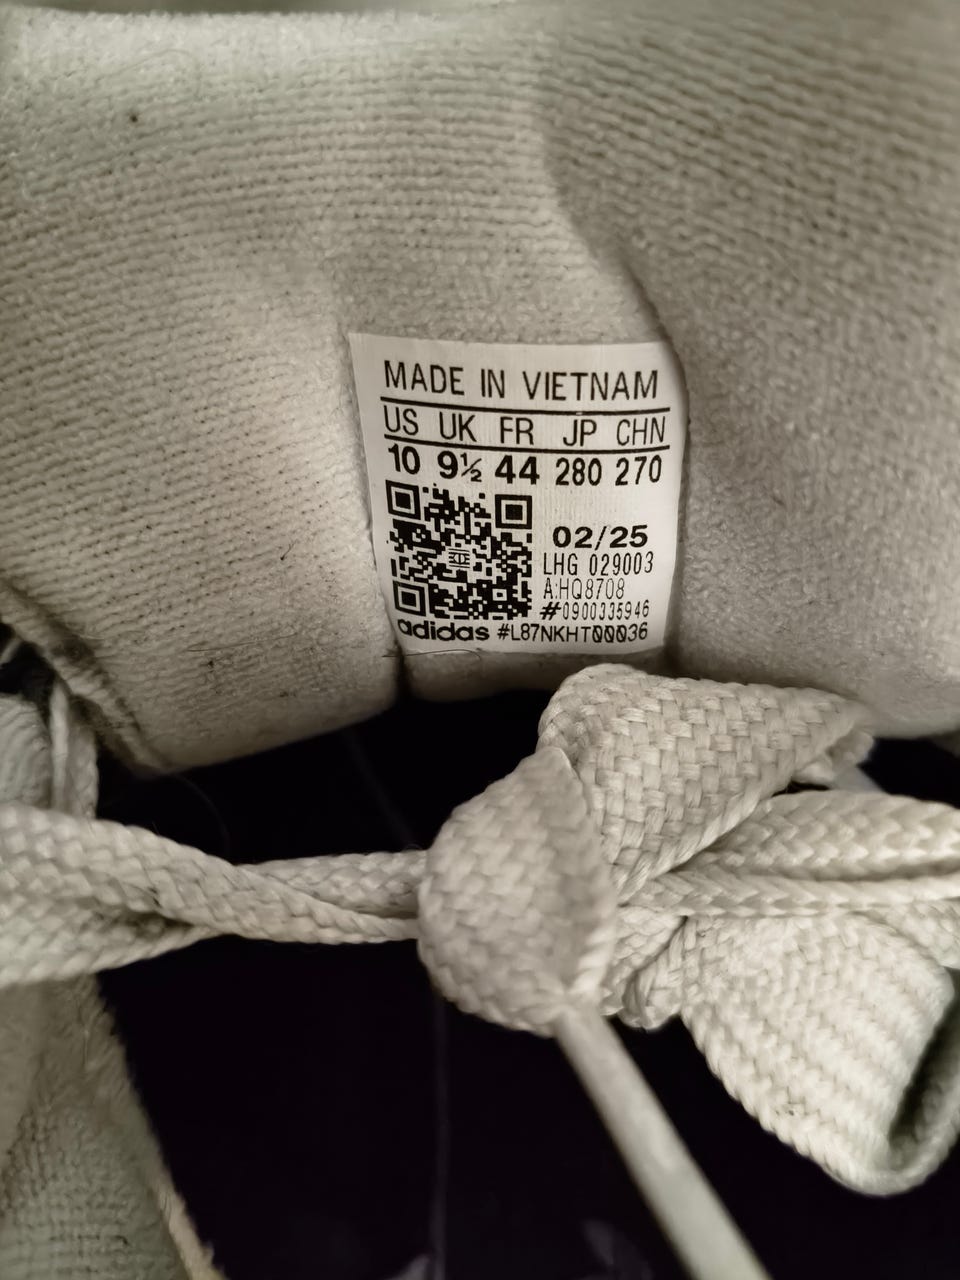 MADE IN VIETNAM
US UK FR JP CHN
10 9½ 44 280 270
02/25
LHG 029003
A:HQ8708
#0900335946
adidas #L87NKHT00036